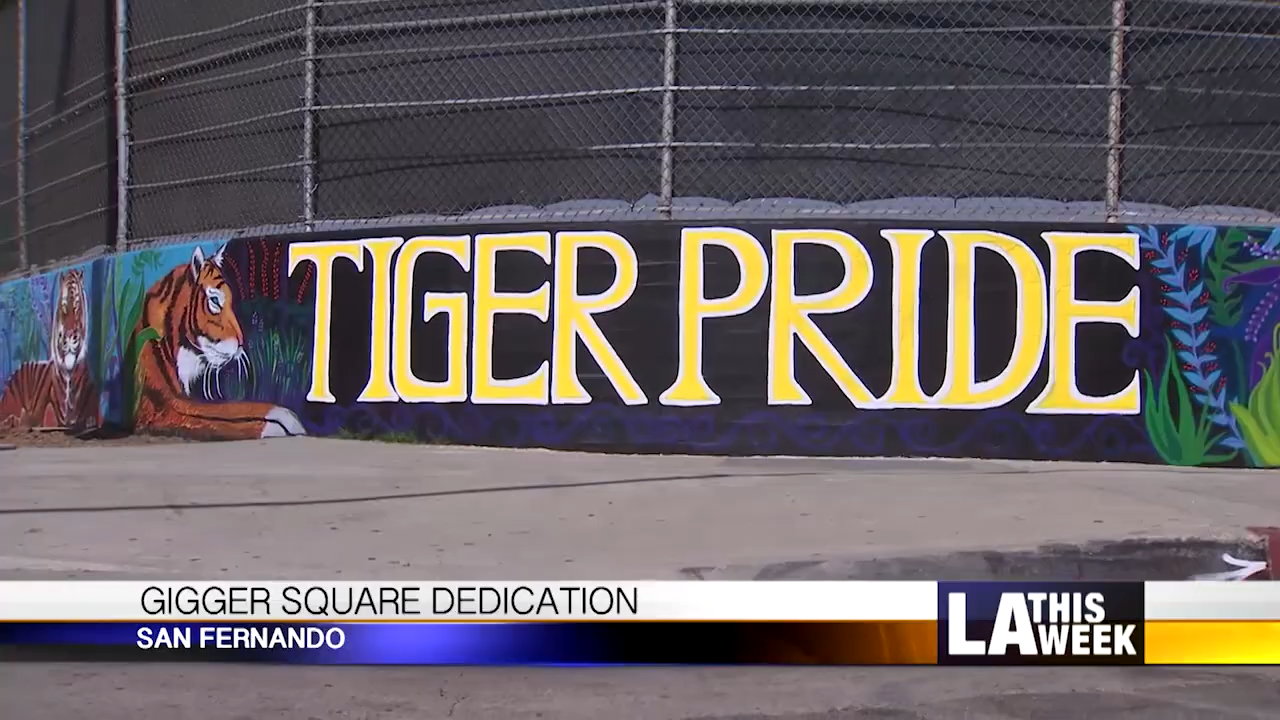 TIGER PRIDE
GIGGER SQUARE DEDICATION
SAN FERNANDO
LA THIS WEEK